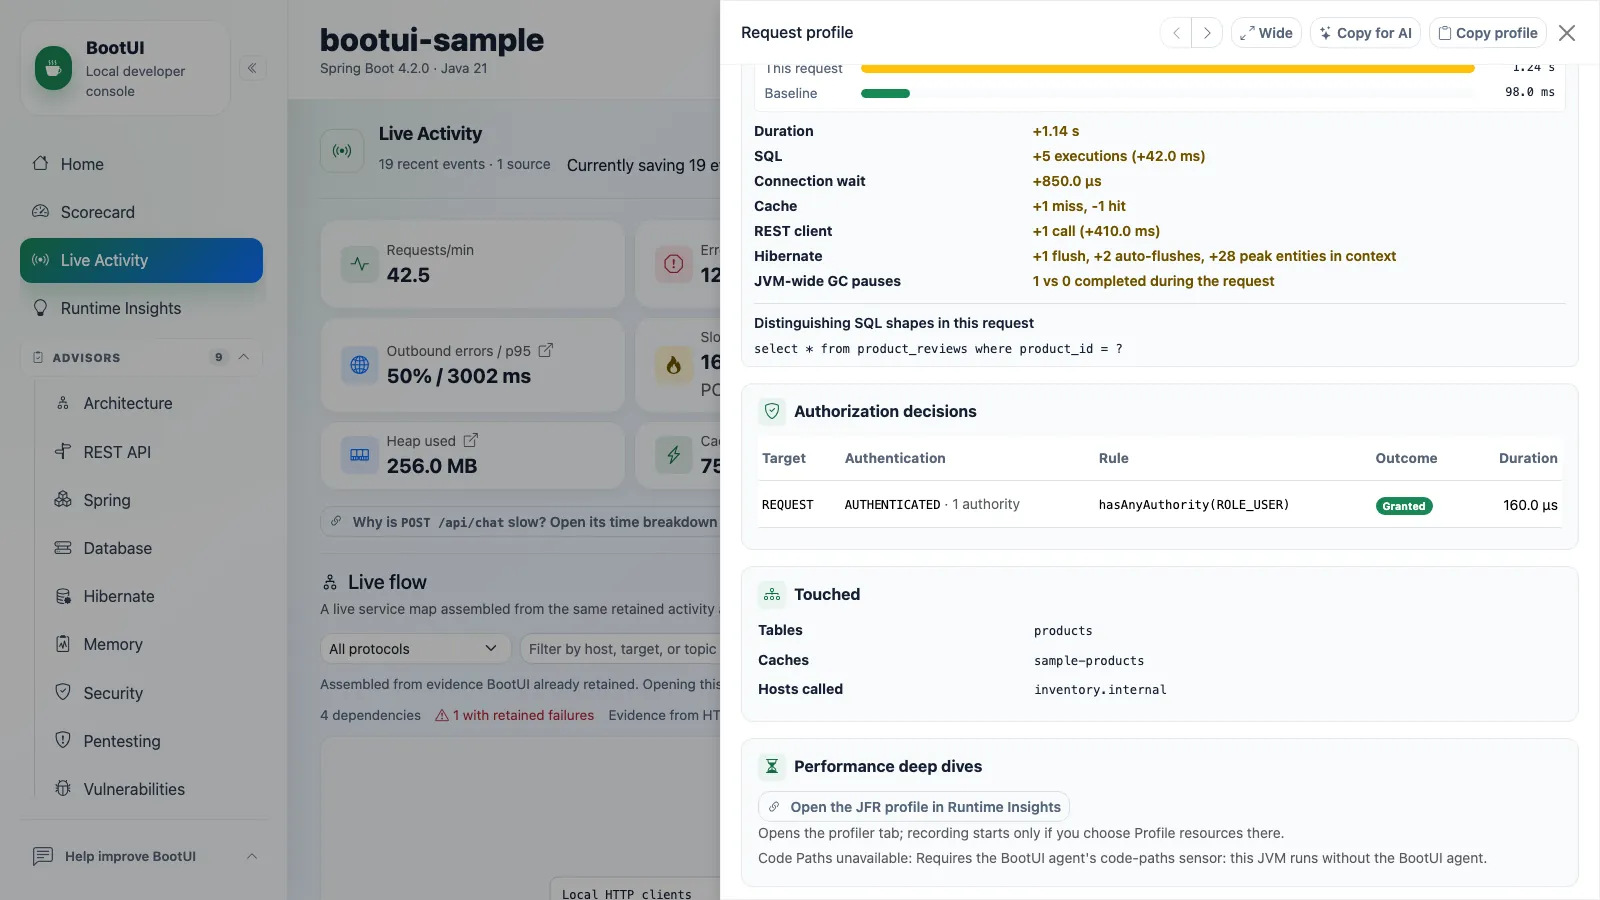 BootUI
Local developer
console
Home
Scorecard
Live Activity
Runtime Insights
ADVISORS 9
Architecture
REST API
Spring
Database
Hibernate
Memory
Security
Pentesting
Vulnerabilities
Help improve BootUI
bootui-sample
Spring Boot 4.2.0 · Java 21
Live Activity
19 recent events · 1 source
Currently saving 19 e
Requests/min
42.5
Err
12
Outbound errors / p95
50% / 3002 ms
Slo
16
PO
Heap used
256.0 MB
Ca
75
Why is POST /api/chat slow? Open its time breakdown
Live flow
A live service map assembled from the same retained activity
All protocols
Filter by host, target, or topic
Assembled from evidence BootUI already retained. Opening this
4 dependencies
1 with retained failures
Evidence from HT
Local HTTP clients
Request profile
Wide
Copy for AI
Copy profile
This request 1.24 s
Baseline 98.0 ms
Duration +1.14 s
SQL +5 executions (+42.0 ms)
Connection wait +850.0 µs
Cache +1 miss, -1 hit
REST client +1 call (+410.0 ms)
Hibernate +1 flush, +2 auto-flushes, +28 peak entities in context
JVM-wide GC pauses 1 vs 0 completed during the request
Distinguishing SQL shapes in this request
select * from product_reviews where product_id = ?
Authorization decisions
Target Authentication Rule Outcome Duration
REQUEST AUTHENTICATED · 1 authority hasAnyAuthority(ROLE_USER) Granted 160.0 µs
Touched
Tables products
Caches sample-products
Hosts called inventory.internal
Performance deep dives
Open the JFR profile in Runtime Insights
Opens the profiler tab; recording starts only if you choose Profile resources there.
Code Paths unavailable: Requires the BootUI agent's code-paths sensor: this JVM runs without the BootUI agent.